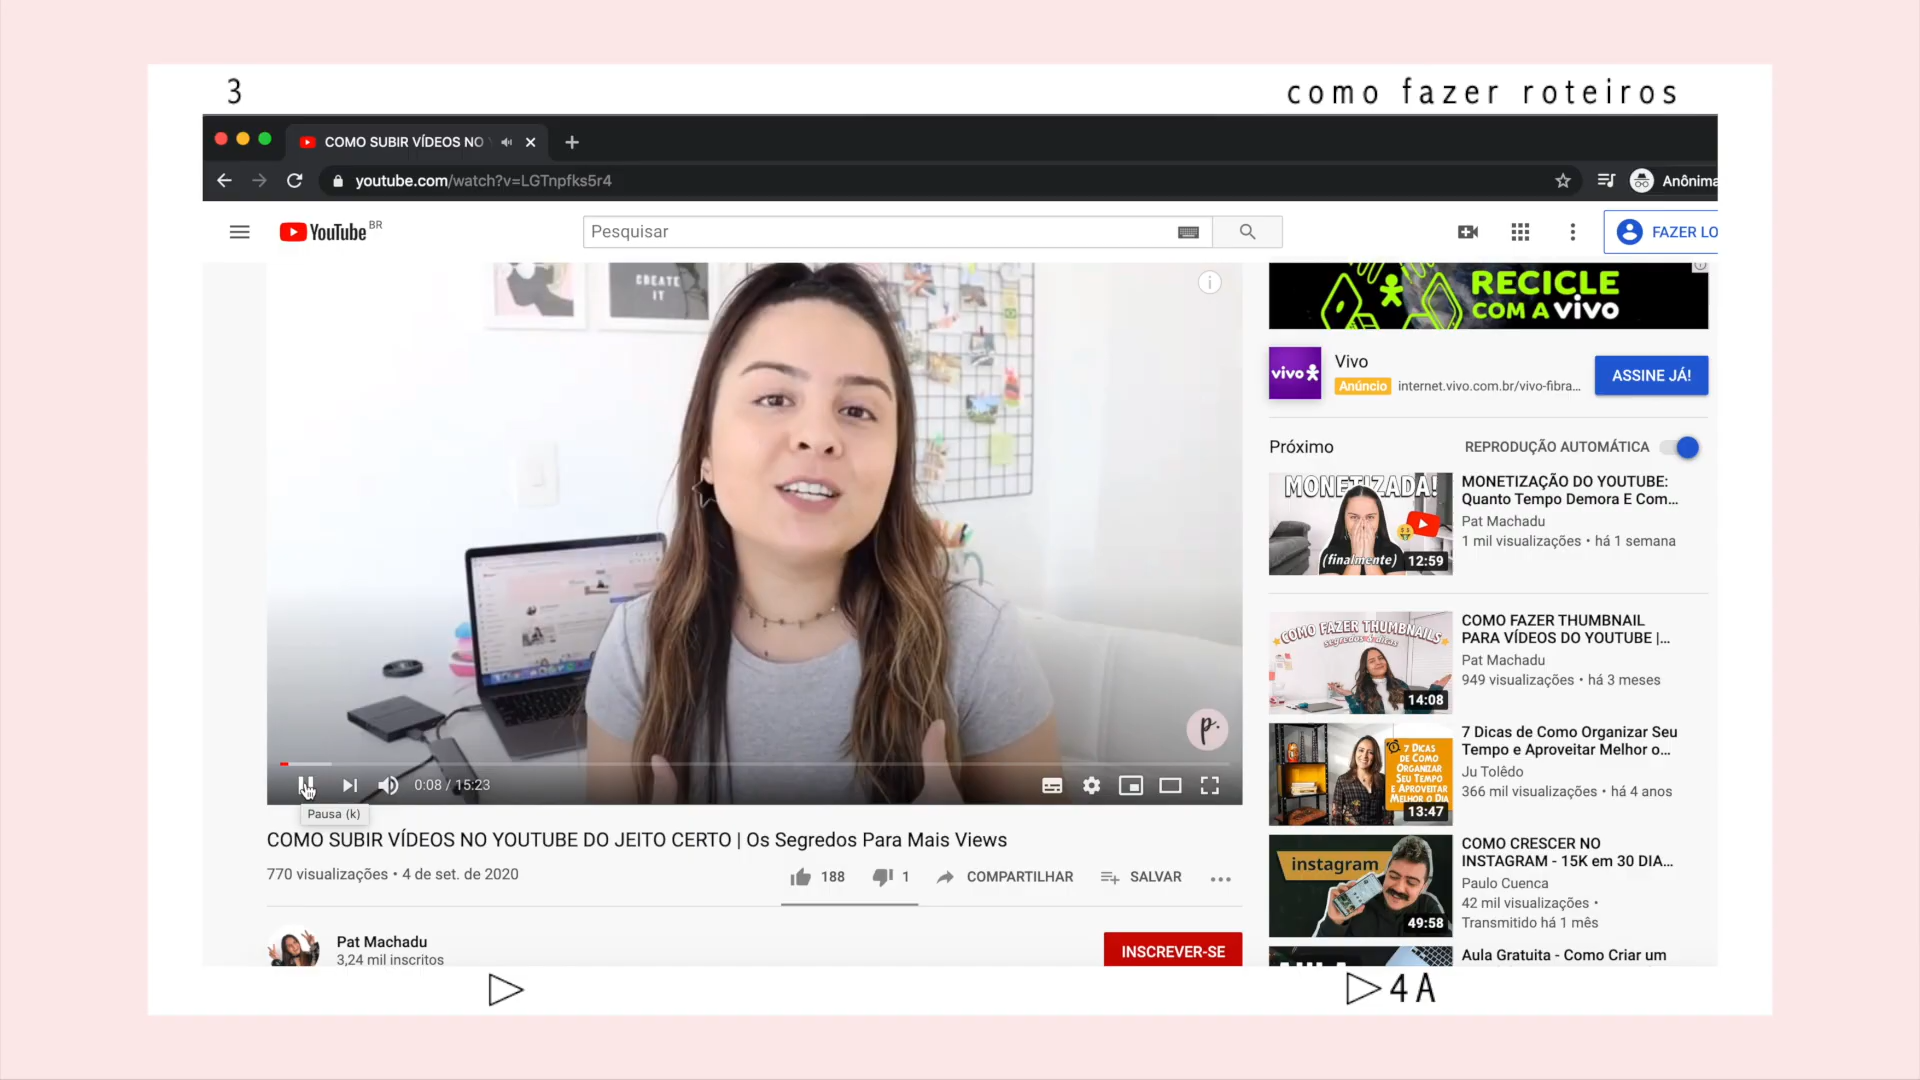 3
como fazer roteiros
COMO SUBIR VÍDEOS NO
youtube.com/watch?v=LGTnpfks5r4
Anônima
YouTube BR
Pesquisar
FAZER LO
CREATE
IT
p.
0:08 / 15:23
Pausa (k)
COMO SUBIR VÍDEOS NO YOUTUBE DO JEITO CERTO | Os Segredos Para Mais Views
770 visualizações • 4 de set. de 2020
188
1
COMPARTILHAR
SALVAR
Pat Machadu
3,24 mil inscritos
INSCREVER-SE
RECICLE
COM A vivo
vivo
Vivo
Anúncio internet.vivo.com.br/vivo-fibra...
ASSINE JÁ!
Próximo
REPRODUÇÃO AUTOMÁTICA
MONETIZADA!
(finalmente)
12:59
MONETIZAÇÃO DO YOUTUBE:
Quanto Tempo Demora E Com...
Pat Machadu
1 mil visualizações • há 1 semana
COMO FAZER THUMBNAILS
segredos & dicas
14:08
COMO FAZER THUMBNAIL
PARA VÍDEOS DO YOUTUBE |...
Pat Machadu
949 visualizações • há 3 meses
7 DICAS
DE COMO
ORGANIZAR
SEU TEMPO
E APROVEITAR
MELHOR O DIA
13:47
7 Dicas de Como Organizar Seu
Tempo e Aproveitar Melhor o...
Ju Tolêdo
366 mil visualizações • há 4 anos
instagram
49:58
COMO CRESCER NO
INSTAGRAM - 15K em 30 DIA...
Paulo Cuenca
42 mil visualizações •
Transmitido há 1 mês
Aula Gratuita - Como Criar um
4A